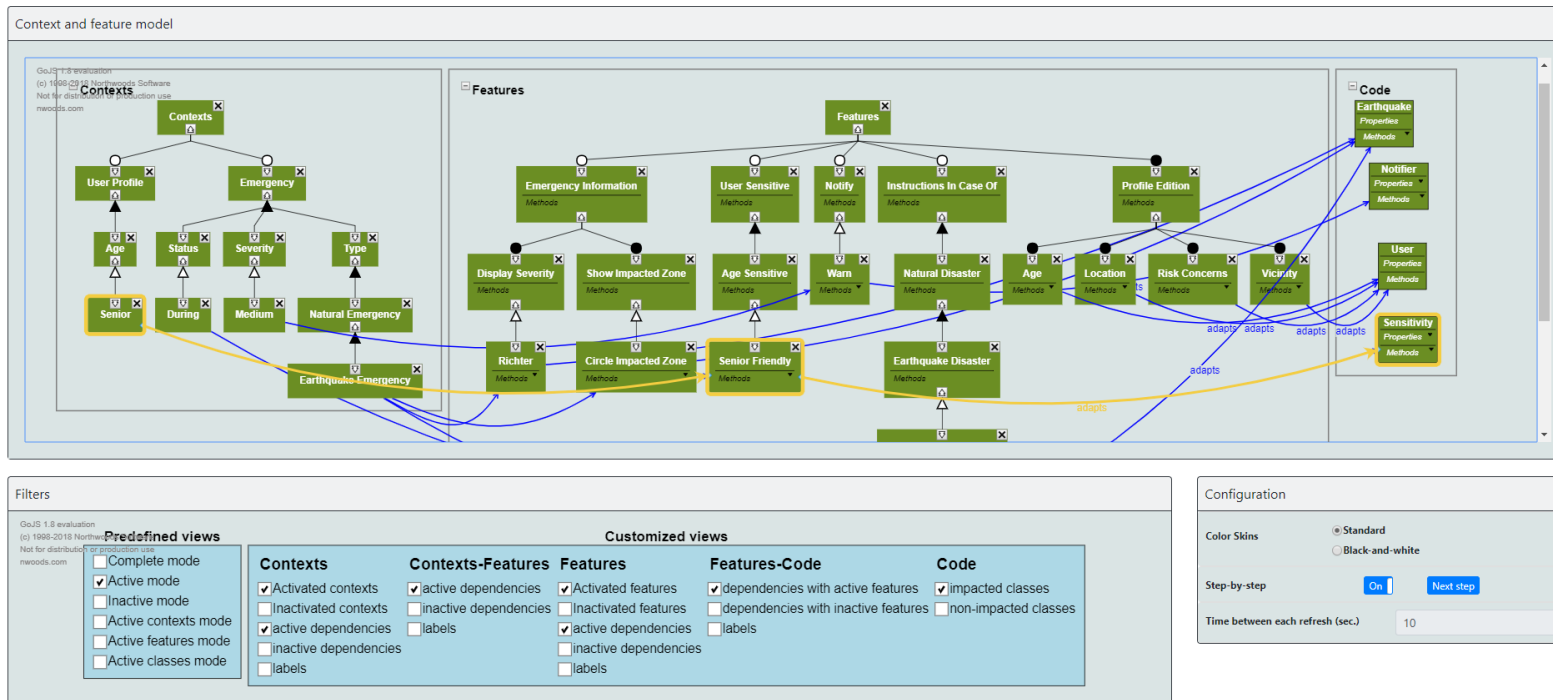 Context and feature model
GoJS 1.8 evaluation
(c) 1998-2018 Northwoods Software
Not for distribution or production use
nwoods.com
Contexts
Features
Code
Contexts
Features
Earthquake
Properties
Methods
User Profile
Emergency
Emergency Information
Methods
User Sensitive
Methods
Notify
Methods
Instructions In Case Of
Methods
Profile Edition
Methods
Notifier
Properties
Methods
Age
Status
Severity
Type
Display Severity
Methods
Show Impacted Zone
Methods
Age Sensitive
Methods
Warn
Methods
Natural Disaster
Methods
Age
Methods
Location
Methods
Risk Concerns
Methods
Vicinity
Methods
User
Properties
Methods
Senior
During
Medium
Natural Emergency
adapts
adapts
adapts
adapts
Sensitivity
Properties
Methods
Earthquake Emergency
Richter
Methods
Circle Impacted Zone
Methods
Senior Friendly
Methods
Earthquake Disaster
Methods
adapts
adapts
Filters
GoJS 1.8 evaluation
(c) 1998-2018 Northwoods Software
Not for distribution or production use
nwoods.com
Predefined views
Complete mode
Active mode
Inactive mode
Active contexts mode
Active features mode
Active classes mode
Customized views
Contexts
Activated contexts
Inactivated contexts
active dependencies
inactive dependencies
labels
Contexts-Features
active dependencies
inactive dependencies
labels
Features
Activated features
Inactivated features
active dependencies
inactive dependencies
labels
Features-Code
dependencies with active features
dependencies with inactive features
labels
Code
impacted classes
non-impacted classes
Configuration
Color Skins
Standard
Black-and-white
Step-by-step
On
Next step
Time between each refresh (sec.)
10